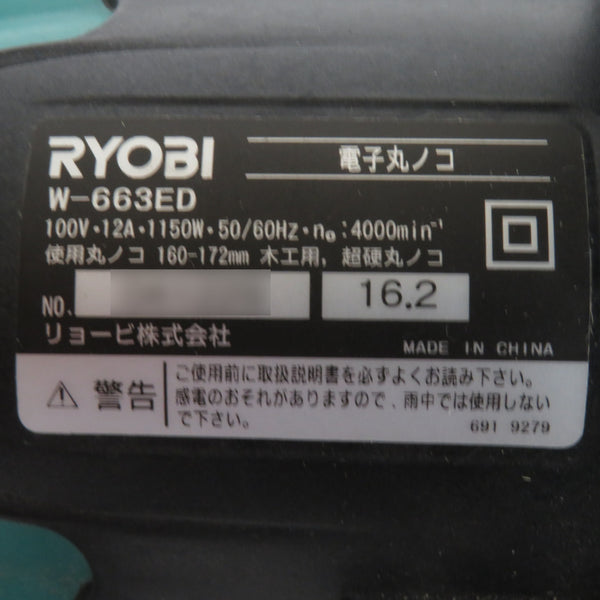 RYOBI
電子丸ノコ
W-663ED
100V・12A・1150W・50/60Hz・n₀:4000min⁻¹
使用丸ノコ 160-172mm 木工用, 超硬丸ノコ
NO. 16.2
リョービ株式会社
MADE IN CHINA
⚠ 警告
ご使用前に取扱説明書を必ずよくお読み下さい。
感電のおそれがありますので、雨中では使用しない
で下さい。
691 9279